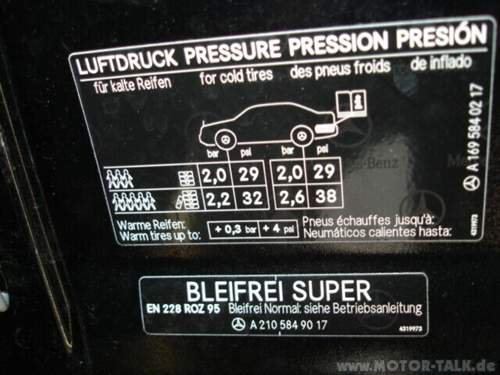 LUFTDRUCK PRESSURE PRESSION PRESIÓN
für kalte Reifen for cold tires des pneus froids de inflado
bar psi bar psi
2,0 29 2,0 29
2,2 32 2,6 38
Warme Reifen:
Warm tires up to:
+ 0,3 bar + 4 psi
Pneus échauffes jusqu'à:
Neumáticos calientes hasta:
A 169 584 02 17
4319973
BLEIFREI SUPER
EN 228 ROZ 95 Bleifrei Normal: siehe Betriebsanleitung
A 210 584 90 17
4319973
www.MOTOR-TALK.de